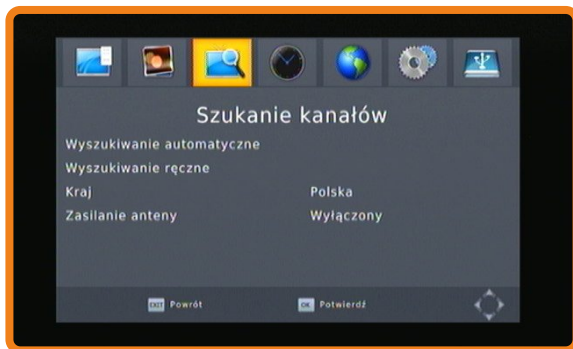 Szukanie kanałów
Wyszukiwanie automatyczne
Wyszukiwanie ręczne
Kraj Polska
Zasilanie anteny Wyłączony
EXIT Powrót OK Potwierdź